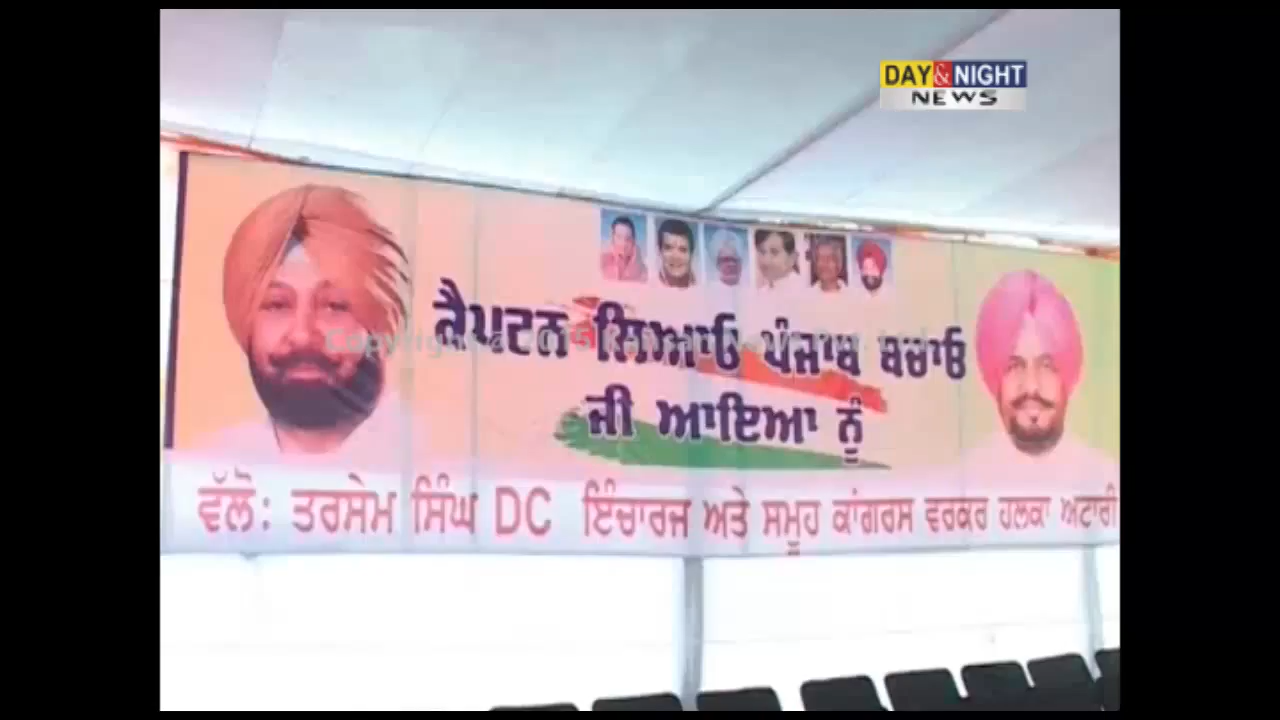 DAY&NIGHT
NEWS
ਕੈਪਟਨ ਲਿਆਓ ਪੰਜਾਬ ਬਚਾਓ
ਜੀ ਆਇਆ ਨੂੰ
ਵੱਲੋ: ਤਰਸੇਮ ਸਿੰਘ DC ਇੰਚਾਰਜ ਅਤੇ ਸਮੂਹ ਕਾਂਗਰਸ ਵਰਕਰ ਹਲਕਾ ਅਟਾਰੀ